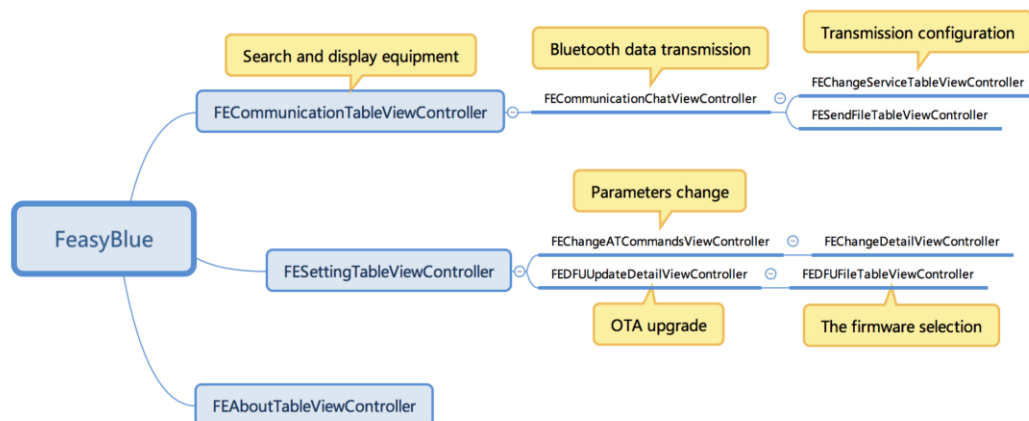 Transmission configuration
Search and display equipment
Bluetooth data transmission
FEChangeServiceTableViewController
FECommunicationTableViewController
FECommunicationChatViewController
FESendFileTableViewController
Parameters change
FeasyBlue
FEChangeATCommandsViewController
FEChangeDetailViewController
FESettingTableViewController
FEDFUUpdateDetailViewController
FEDFUFileTableViewController
OTA upgrade
The firmware selection
FEAboutTableViewController